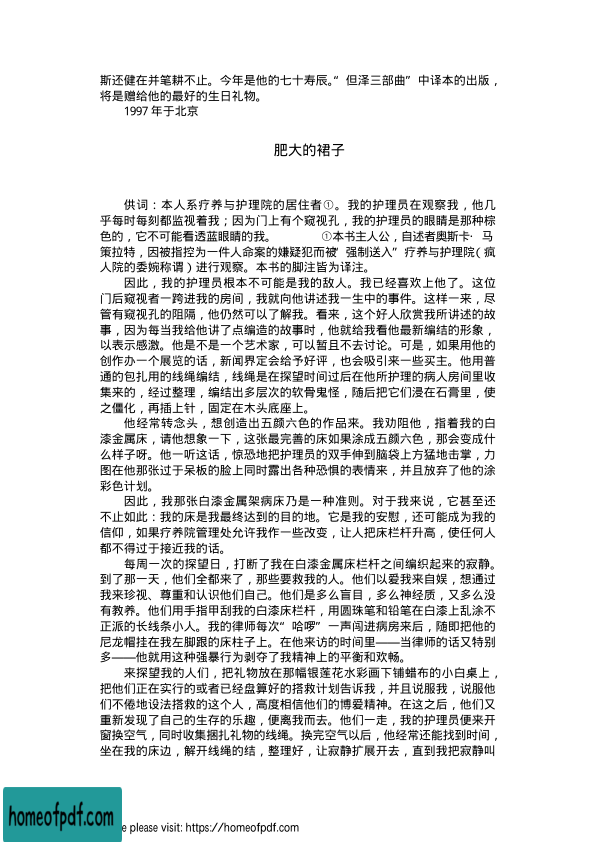 斯还健在并笔耕不止。今年是他的七十寿辰。“但泽三部曲”中译本的出版，
将是赠给他的最好的生日礼物。
1997 年于北京
肥大的裙子
供词：本人系疗养与护理院的居住者①。我的护理员在观察我，他几
乎每时每刻都监视着我；因为门上有个窥视孔，我的护理员的眼睛是那种棕
色的，它不可能看透蓝眼睛的我。 ①本书主人公，自述者奥斯卡· 马
策拉特，因被指控为一件人命案的嫌疑犯而被“强制送入”疗养与护理院（疯
人院的委婉称谓）进行观察。本书的脚注皆为译注。
因此，我的护理员根本不可能是我的敌人。我已经喜欢上他了。这位
门后窥视者一跨进我的房间，我就向他讲述我一生中的事件。这样一来，尽
管有窥视孔的阻隔，他仍然可以了解我。看来，这个好人欣赏我所讲述的故
事，因为每当我给他讲了点编造的故事时，他就给我看他最新编结的形象，
以表示感激。他是不是一个艺术家，可以暂且不去讨论。可是，如果用他的
创作办一个展览的话，新闻界定会给予好评，也会吸引来一些买主。他用普
通的包扎用的线绳编结，线绳是在探望时间过后在他所护理的病人房间里收
集来的，经过整理，编结出多层次的软骨鬼怪，随后把它们浸在石膏里，使
之僵化，再插上针，固定在木头底座上。
他经常转念头，想创造出五颜六色的作品来。我劝阻他，指着我的白
漆金属床，请他想象一下，这张最完善的床如果涂成五颜六色，那会变成什
么样子呀。他一听这话，惊恐地把护理员的双手伸到脑袋上方猛地击掌，力
图在他那张过于呆板的脸上同时露出各种恐惧的表情来，并且放弃了他的涂
彩色计划。
因此，我那张白漆金属架病床乃是一种准则。对于我来说，它甚至还
不止如此：我的床是我最终达到的目的地。它是我的安慰，还可能成为我的
信仰，如果疗养院管理处允许我作一些改变，让人把床栏杆升高，使任何人
都不得过于接近我的话。
每周一次的探望日，打断了我在白漆金属床栏杆之间编织起来的寂静。
到了那一天，他们全都来了，那些要救我的人。他们以爱我来自娱，想通过
我来珍视、尊重和认识他们自己。他们是多么盲目，多么神经质，又多么没
有教养。他们用手指甲刮我的白漆床栏杆，用圆珠笔和铅笔在白漆上乱涂不
正派的长线条小人。我的律师每次“哈啰”一声闯进病房来后，随即把他的
尼龙帽挂在我左脚跟的床柱子上。在他来访的时间里——当律师的话又特别
多——他就用这种强暴行为剥夺了我精神上的平衡和欢畅。
来探望我的人们，把礼物放在那幅银莲花水彩画下铺蜡布的小白桌上，
把他们正在实行的或者已经盘算好的搭救计划告诉我，并且说服我，说服他
们不倦地设法搭救的这个人，高度相信他们的博爱精神。在这之后，他们又
重新发现了自己的生存的乐趣，便离我而去。他们一走，我的护理员便来开
窗换空气，同时收集捆扎礼物的线绳。换完空气以后，他经常还能找到时间，
坐在我的床边，解开线绳的结，整理好，让寂静扩展开去，直到我把寂静叫
homeofpdf.com
e please visit: https://homeofpdf.com